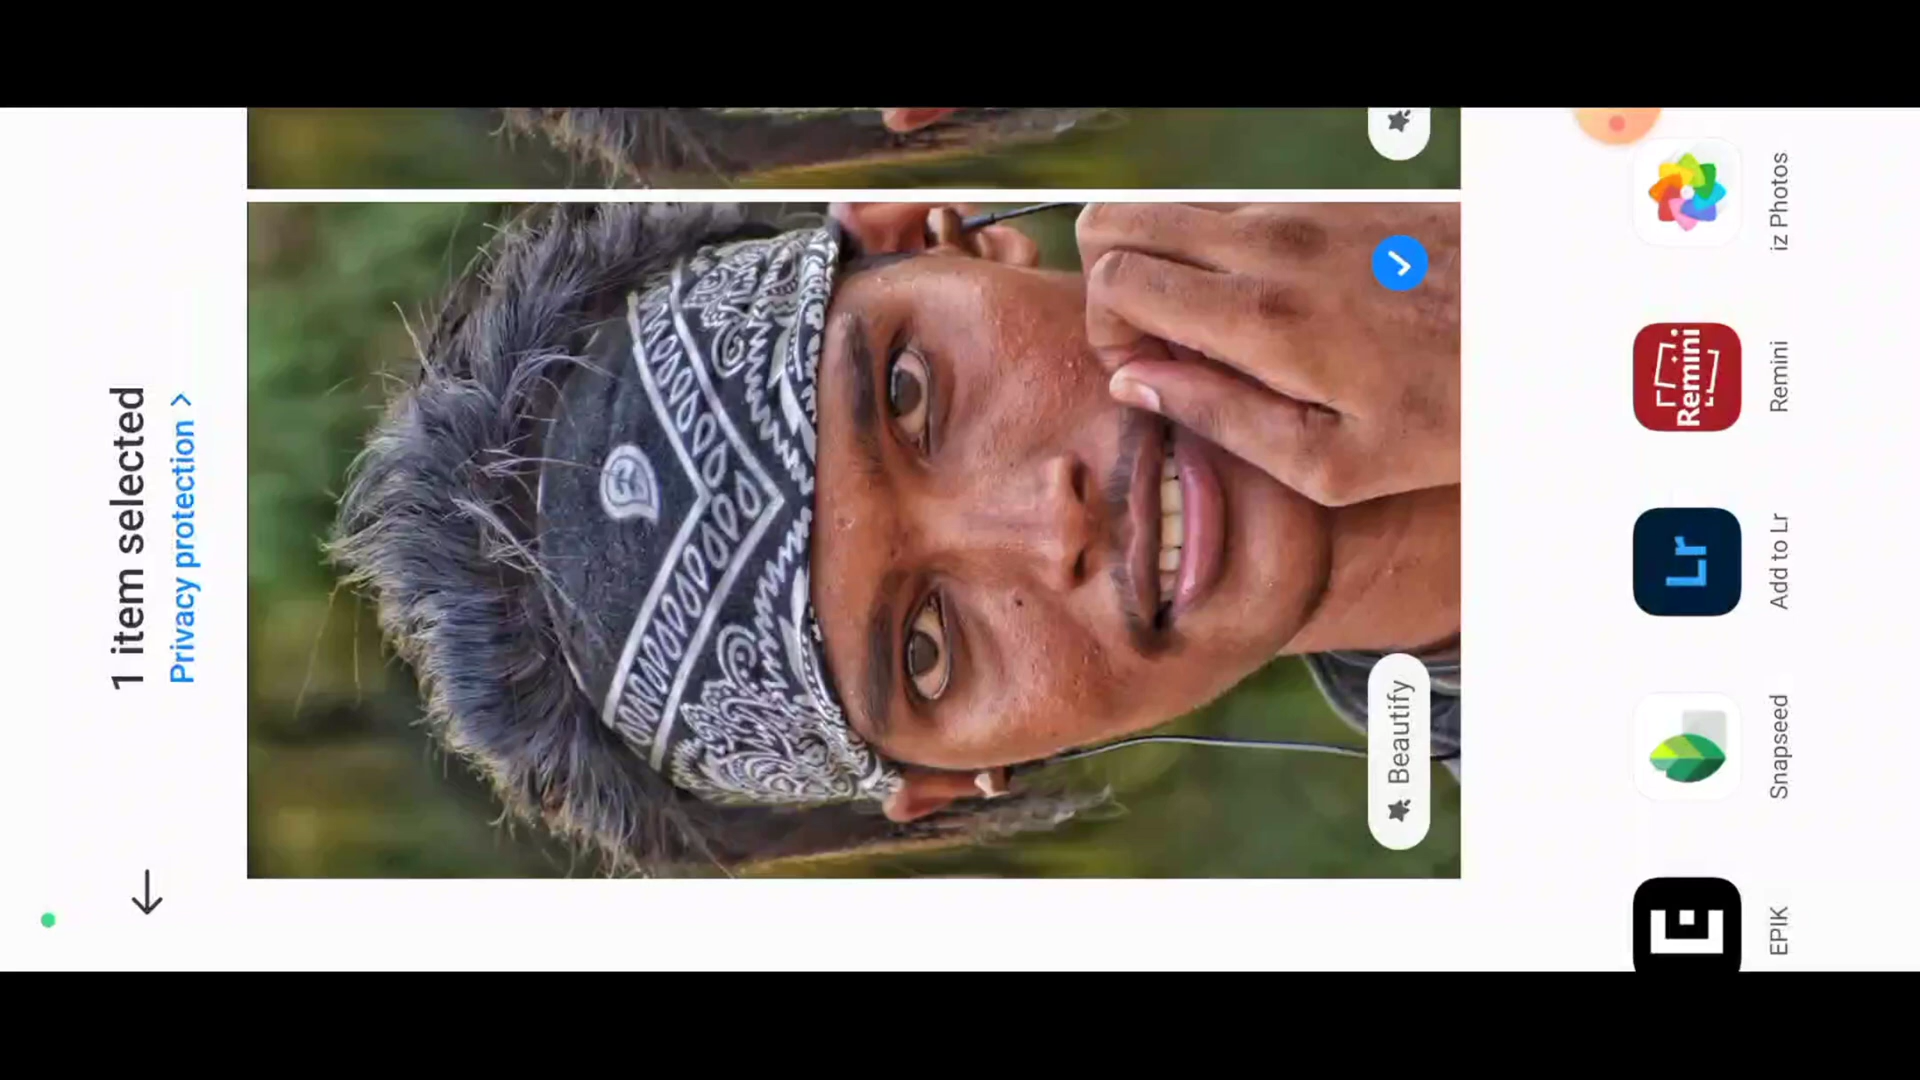 1 item selected
Privacy protection >
Beautify
EPIK
Snapseed
Lr
Add to Lr
Remini
Remini
iz Photos